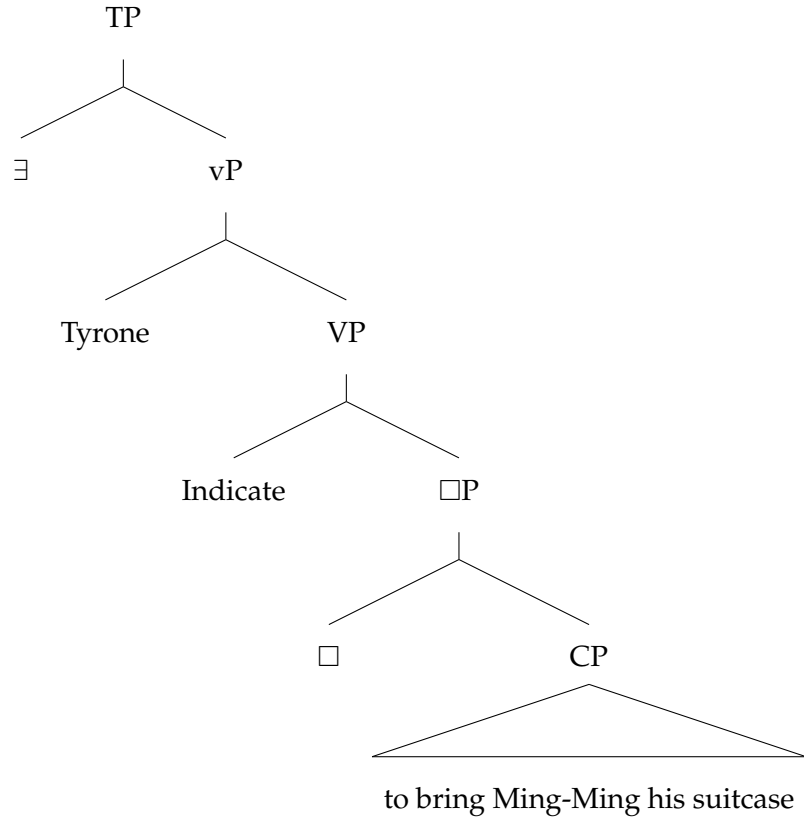 TP
∃ vP
Tyrone VP
Indicate □P
□ CP
to bring Ming-Ming his suitcase